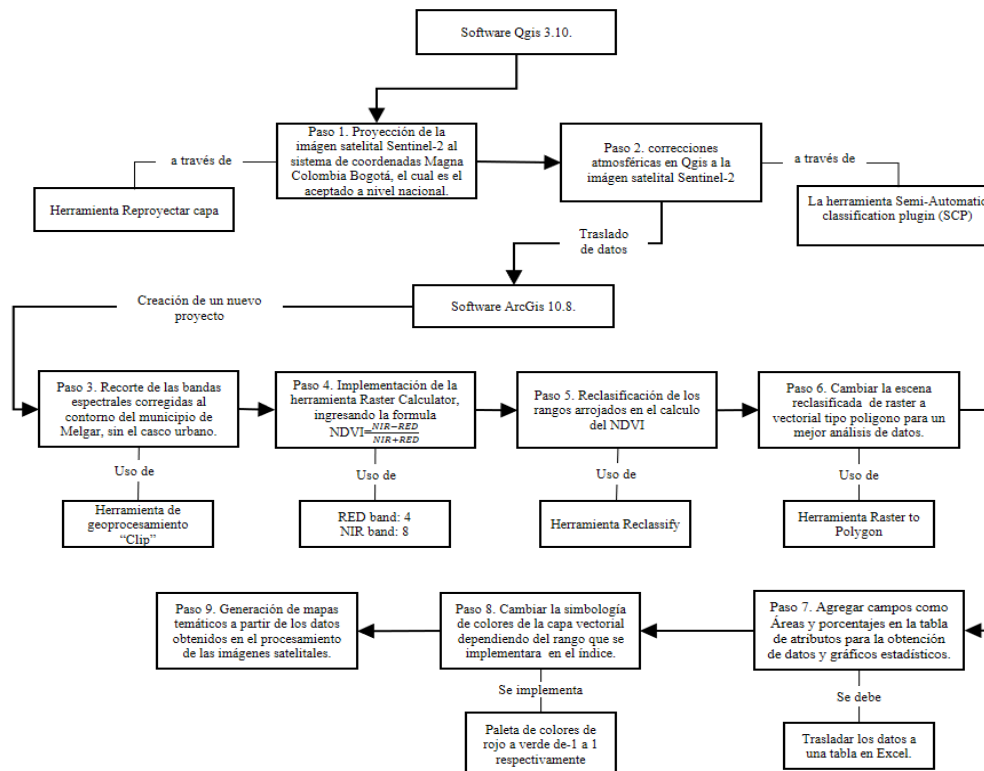 Software Qgis 3.10.
Paso 1. Proyección de la
imágen satelital Sentinel-2 al
sistema de coordenadas Magna
Colombia Bogotá, el cual es el
aceptado a nivel nacional.
a través de
Herramienta Reproyectar capa
Paso 2. correcciones
atmosféricas en Qgis a la
imágen satelital Sentinel-2
a través de
La herramienta Semi-Automatic
classification plugin (SCP)
Traslado
de datos
Software ArcGis 10.8.
Creación de un nuevo
proyecto
Paso 3. Recorte de las bandas
espectrales corregidas al
contorno del municipio de
Melgar, sin el casco urbano.
Uso de
Herramienta de
geoprocesamiento
“Clip”
Paso 4. Implementación de la
herramienta Raster Calculator,
ingresando la formula
NDVI=\frac{NIR−RED}{NIR+RED}
Uso de
RED band: 4
NIR band: 8
Paso 5. Reclasificación de los
rangos arrojados en el calculo
del NDVI
Uso de
Herramienta Reclassify
Paso 6. Cambiar la escena
reclasificada de raster a
vectorial tipo poligono para un
mejor análisis de datos.
Uso de
Herramienta Raster to
Polygon
Paso 7. Agregar campos como
Áreas y porcentajes en la tabla
de atributos para la obtención
de datos y gráficos estadísticos.
Se debe
Trasladar los datos a
una tabla en Excel.
Paso 8. Cambiar la simbología
de colores de la capa vectorial
dependiendo del rango que se
implementara en el índice.
Se implementa
Paleta de colores de
rojo a verde de-1 a 1
respectivamente
Paso 9. Generación de mapas
temáticos a partir de los datos
obtenidos en el procesamiento
de las imágenes satelitales.